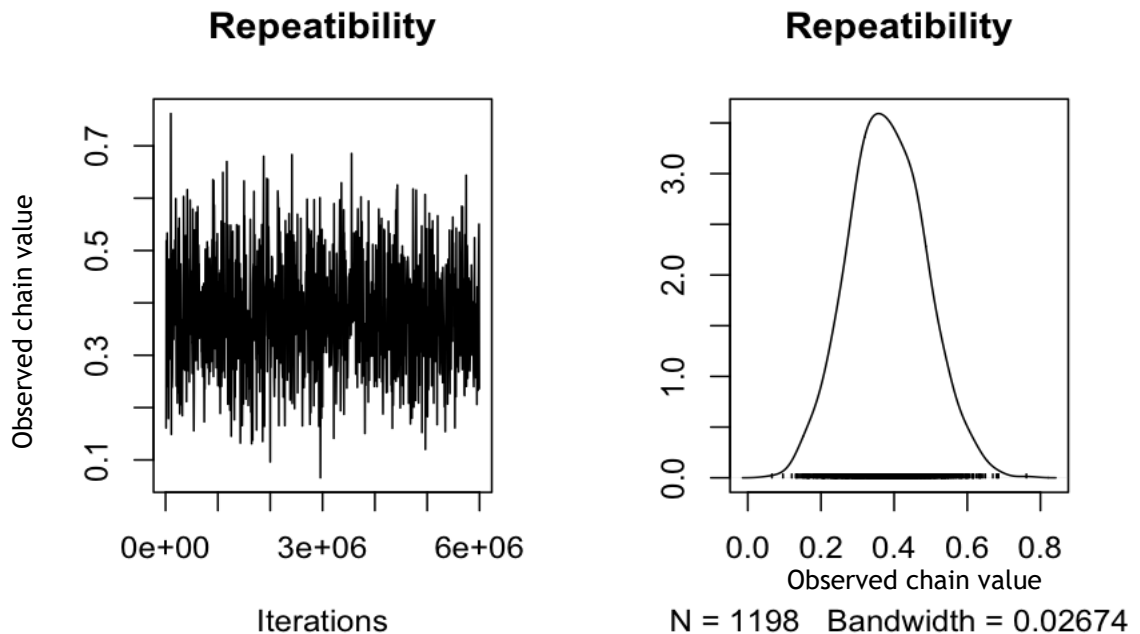 Repeatibility
Observed chain value
0.7
0.5
0.3
0.1
0e+00 3e+06 6e+06
Iterations
Repeatibility
3.0
2.0
1.0
0.0
0.0 0.2 0.4 0.6 0.8
Observed chain value
N = 1198 Bandwidth = 0.02674